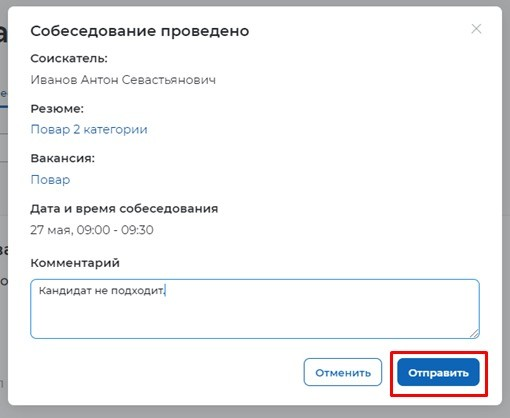 Собеседование проведено
Соискатель:
Иванов Антон Севастьянович
Резюме:
Повар 2 категории
Вакансия:
Повар
Дата и время собеседования
27 мая, 09:00 - 09:30
Комментарий
Кандидат не подходит.
Отменить
Отправить